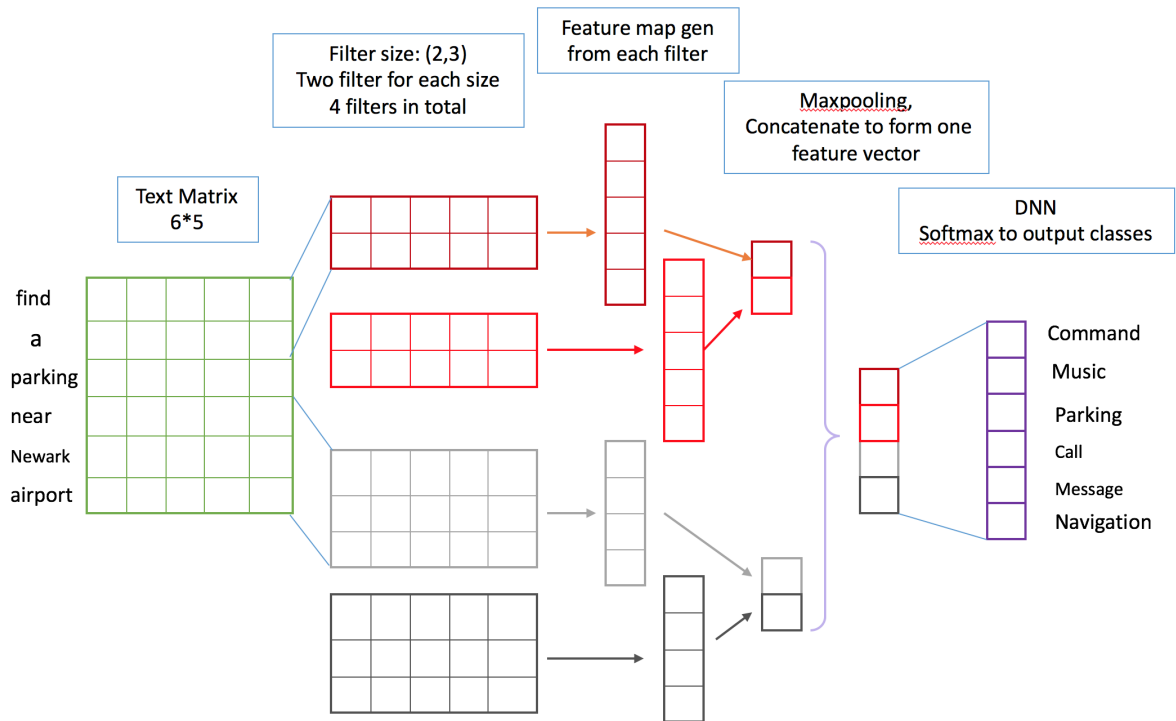 Feature map gen
from each filter
Filter size: (2,3)
Two filter for each size
4 filters in total
Maxpooling,
Concatenate to form one
feature vector
Text Matrix
6*5
DNN
Softmax to output classes
find
a
parking
near
Newark
airport
Command
Music
Parking
Call
Message
Navigation